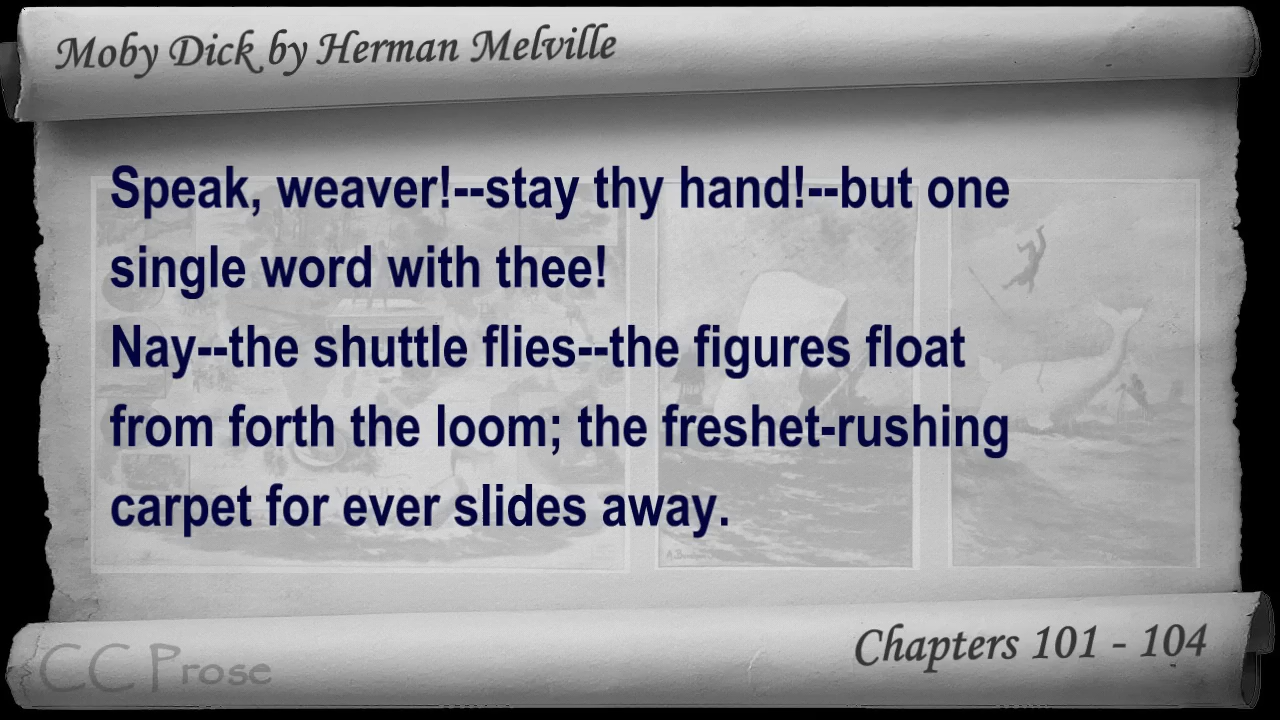 Moby Dick by Herman Melville
Speak, weaver!--stay thy hand!--but one
single word with thee!
Nay--the shuttle flies--the figures float
from forth the loom; the freshet-rushing
carpet for ever slides away.
Chapters 101 - 104
CC Prose